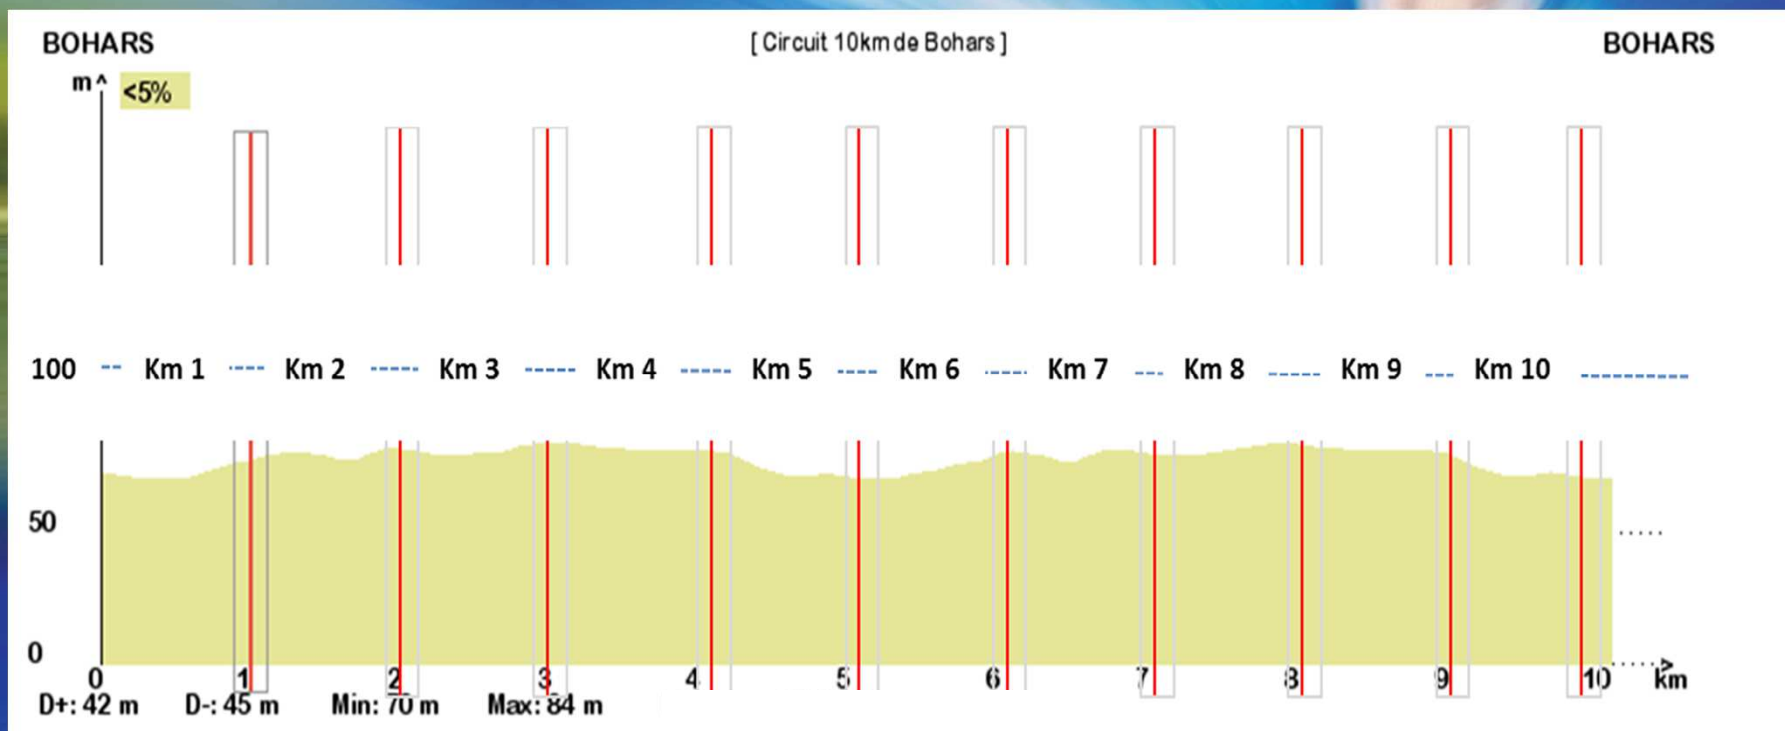 BOHARS [ Circuit 10km de Bohars ] BOHARS
m ^ <5%
100 Km 1 Km 2 Km 3 Km 4 Km 5 Km 6 Km 7 Km 8 Km 9 Km 10
50
0
0 1 2 3 4 5 6 7 8 9 10 km
D+: 42 m D-: 45 m Min: 70 m Max: 84 m